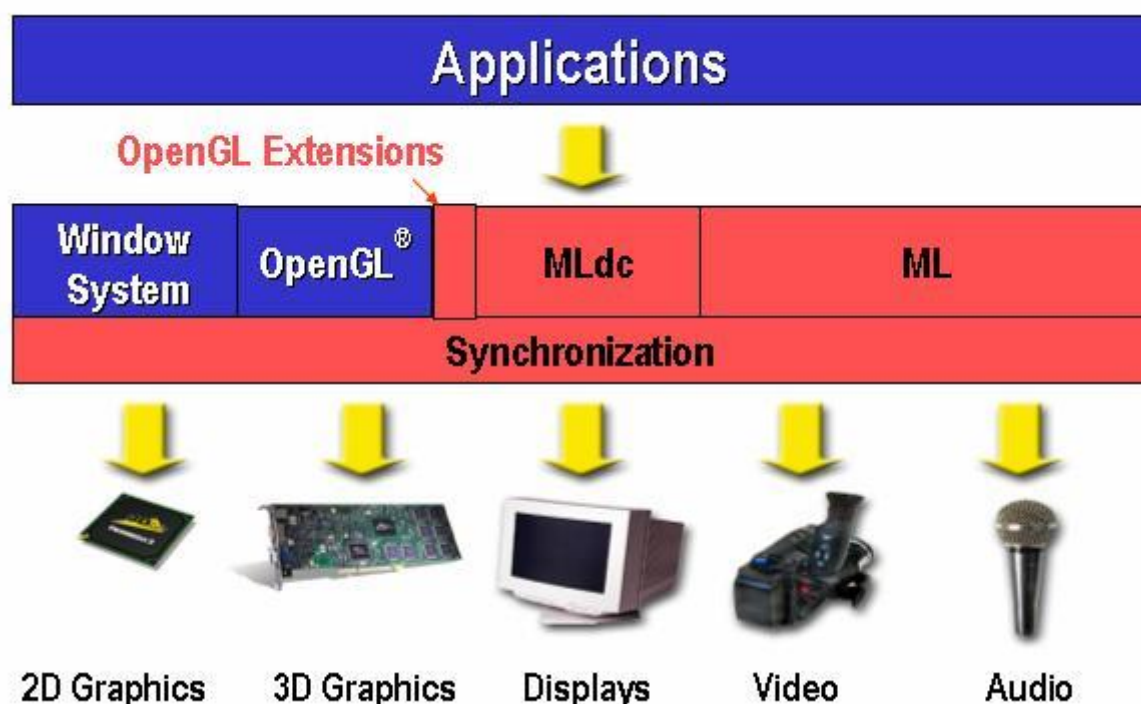 Applications
OpenGL Extensions
Window
System
OpenGL®
MLdc
ML
Synchronization
2D Graphics
3D Graphics
Displays
Video
Audio